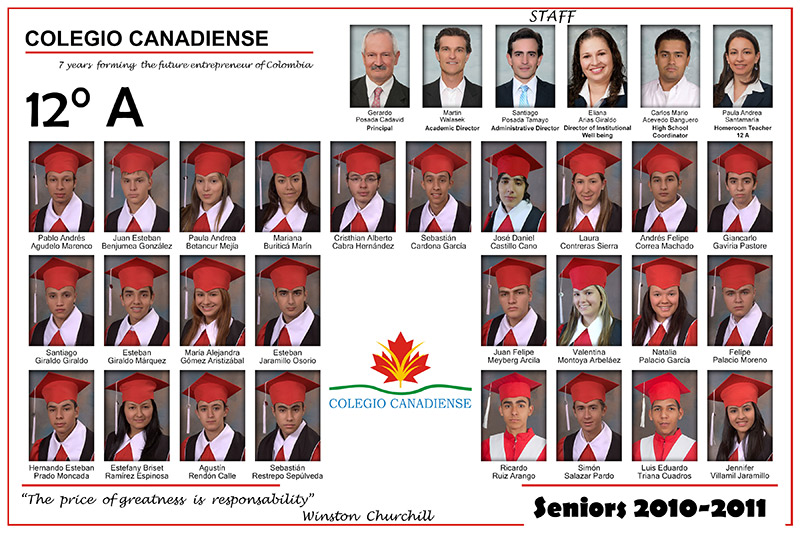 STAFF
COLEGIO CANADIENSE
7 years forming the future entrepreneur of Colombia
12º A
Gerardo
Posada Cadavid
Principal
Martin
Walasek
Academic Director
Santiago
Posada Tamayo
Administrative Director
Eliana
Arias Giraldo
Director of Institutional
Well being
Carlos Mario
Acevedo Banguero
High School
Coordinator
Paula Andrea
Santamaria
Homeroom Teacher
12 A
Pablo Andrés
Agudelo Marenco
Juan Esteban
Benjumea González
Paula Andrea
Betancur Mejía
Mariana
Buriticá Marín
Cristhian Alberto
Cabra Hernández
Sebastián
Cardona García
José Daniel
Castillo Cano
Laura
Contreras Sierra
Andrés Felipe
Correa Machado
Giancarlo
Gaviria Pastore
Santiago
Giraldo Giraldo
Esteban
Giraldo Márquez
Maria Alejandra
Gómez Aristizábal
Esteban
Jaramillo Osorio
Juan Felipe
Meyberg Arcila
Valentina
Montoya Arbeláez
Natalia
Palacio García
Felipe
Palacio Moreno
COLEGIO CANADIENSE
Hernando Esteban
Prado Moncada
Estefany Briset
Ramírez Espinosa
Agustín
Rendón Calle
Sebastián
Restrepo Sepúlveda
Ricardo
Ruiz Arango
Simón
Salazar Pardo
Luis Eduardo
Triana Cuadros
Jennifer
Villamil Jaramillo
"The price of greatness is responsability"
Winston Churchill
Seniors 2010-2011